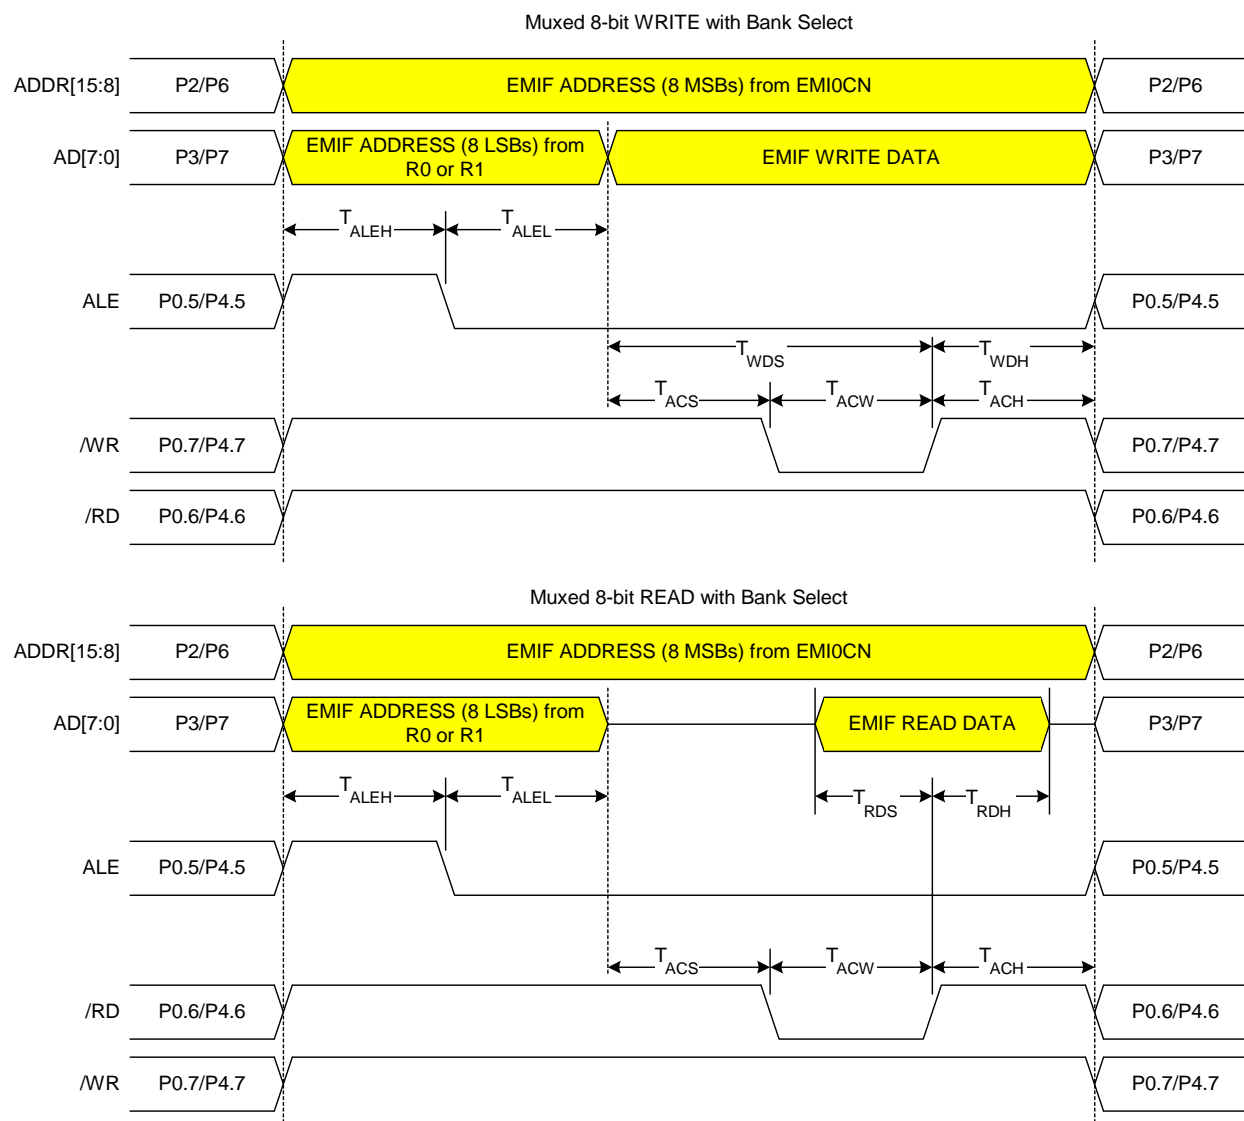 Muxed 8-bit WRITE with Bank Select
ADDR[15:8] P2/P6 EMIF ADDRESS (8 MSBs) from EMI0CN P2/P6
AD[7:0] P3/P7 EMIF ADDRESS (8 LSBs) from
R0 or R1 EMIF WRITE DATA P3/P7
TALEH TALEL
ALE P0.5/P4.5 P0.5/P4.5
TWDS TWDH
TACS TACW TACH
/WR P0.7/P4.7 P0.7/P4.7
/RD P0.6/P4.6 P0.6/P4.6
Muxed 8-bit READ with Bank Select
ADDR[15:8] P2/P6 EMIF ADDRESS (8 MSBs) from EMI0CN P2/P6
AD[7:0] P3/P7 EMIF ADDRESS (8 LSBs) from
R0 or R1 EMIF READ DATA P3/P7
TALEH TALEL TRDS TRDH
ALE P0.5/P4.5 P0.5/P4.5
TACS TACW TACH
/RD P0.6/P4.6 P0.6/P4.6
/WR P0.7/P4.7 P0.7/P4.7